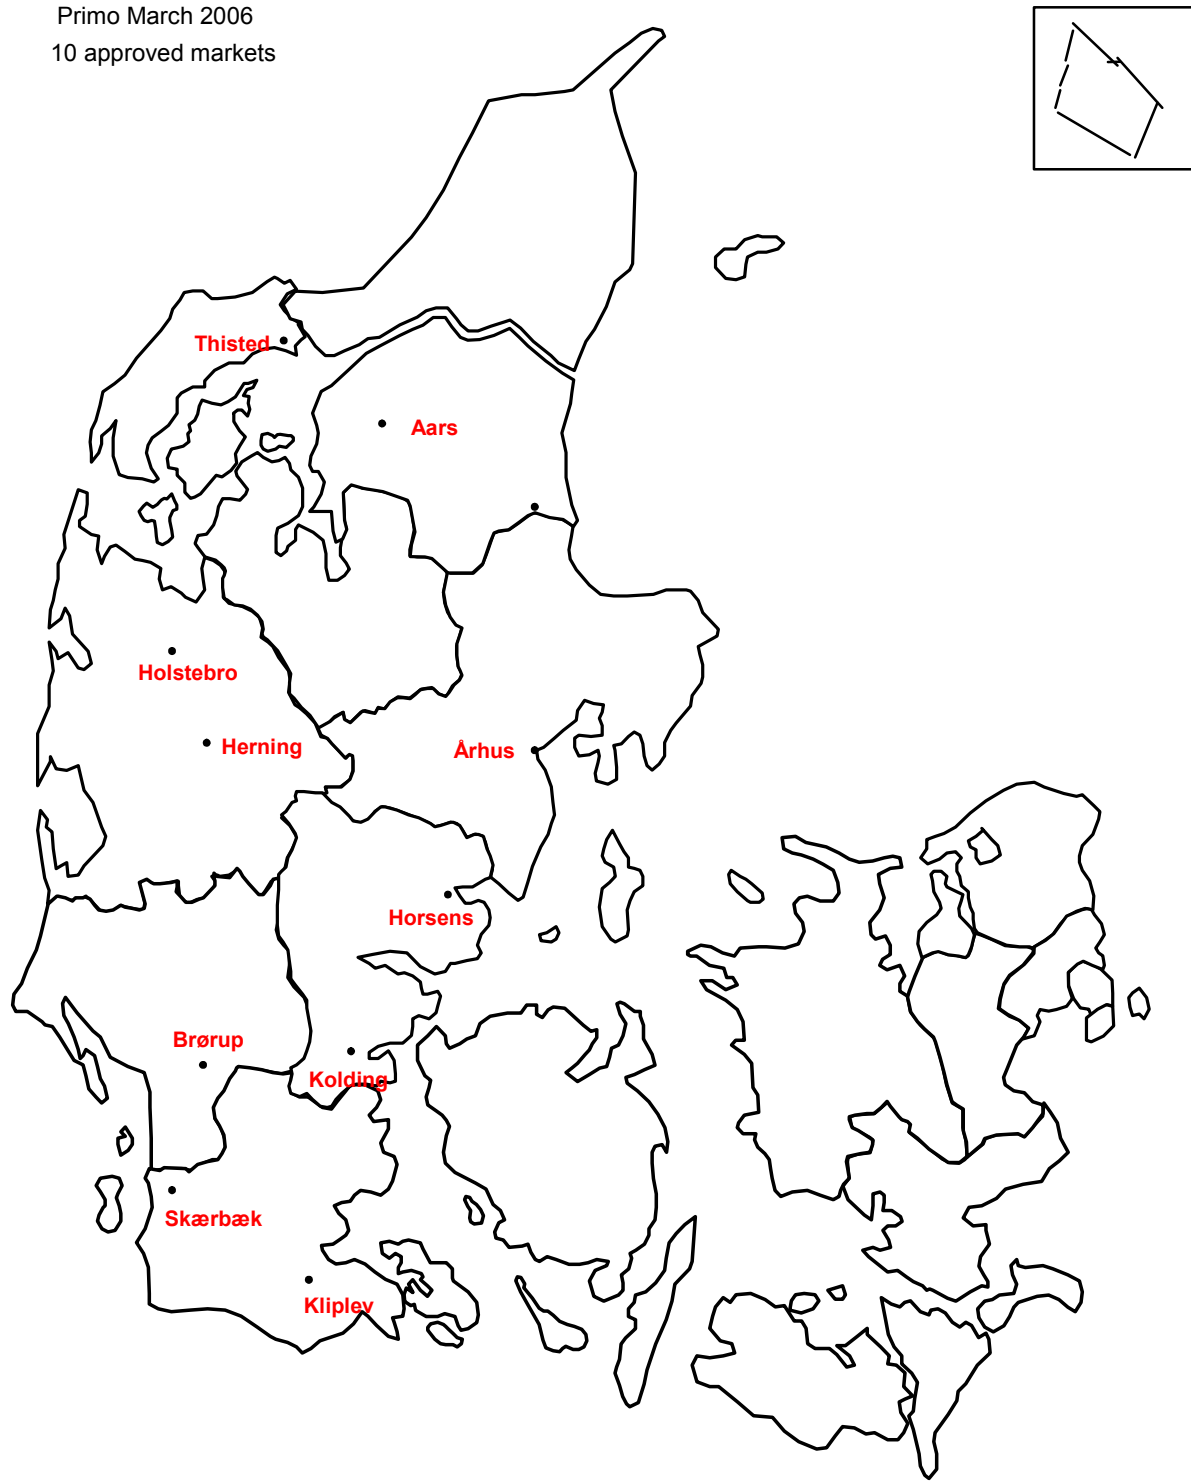 Primo March 2006
10 approved markets
Thisted
Aars
Holstebro
Herning
Århus
Horsens
Brørup
Kolding
Skærbæk
Kliplev